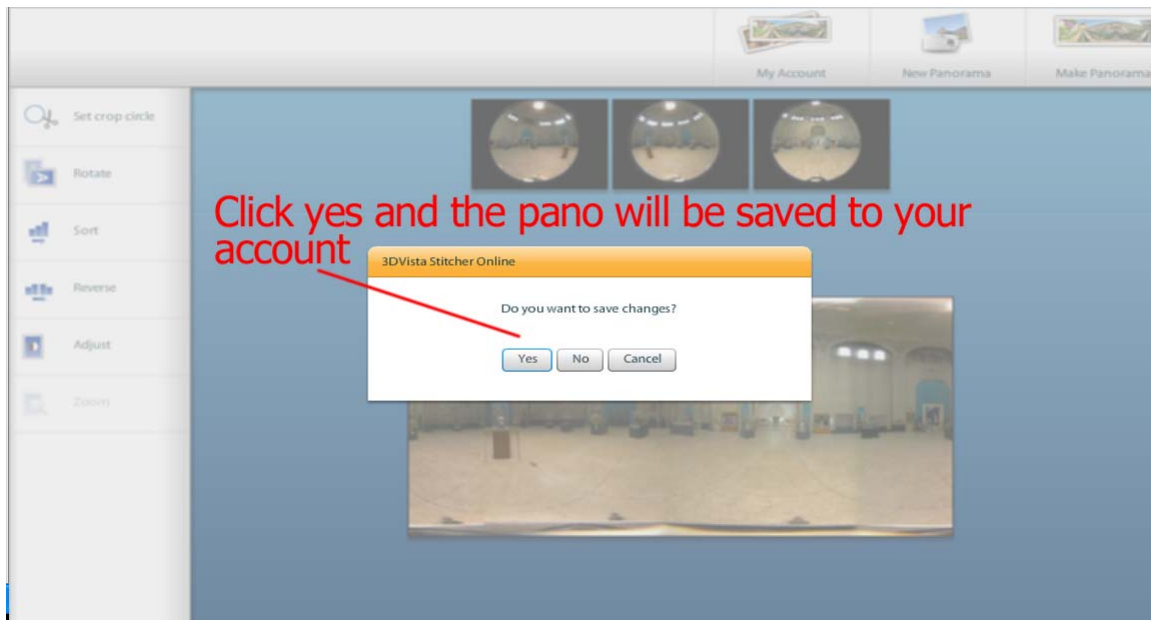 My Account
New Panorama
Make Panorama
Set crop circle
Rotate
Sort
Reverse
Adjust
Zoom
Click yes and the pano will be saved to your
account
3DVista Stitcher Online
Do you want to save changes?
Yes
No
Cancel